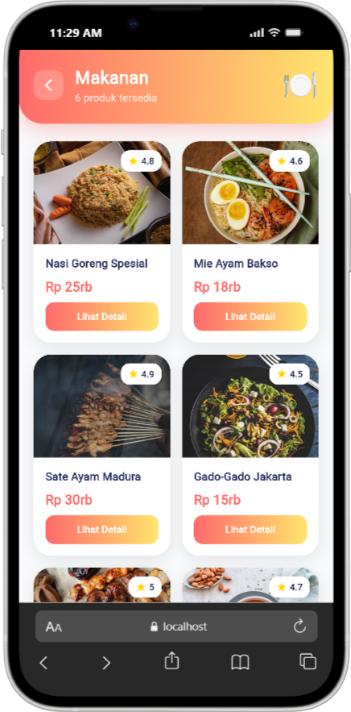 11:29 AM
Makanan
6 produk tersedia
4.8
4.6
Nasi Goreng Spesial
Mie Ayam Bakso
Rp 25rb
Rp 18rb
Lihat Detail
Lihat Detail
4.9
4.5
Sate Ayam Madura
Gado-Gado Jakarta
Rp 30rb
Rp 15rb
Lihat Detail
Lihat Detail
5
4.7
AA
localhost